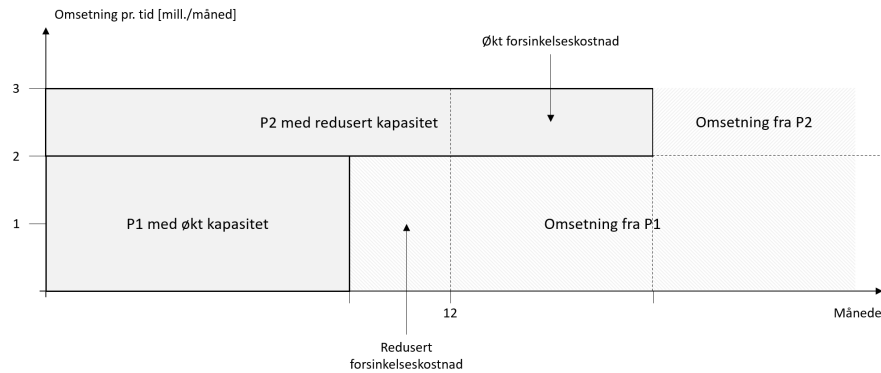 Omsetning pr. tid [mill./måned]
Økt forsinkelseskostnad
3
P2 med redusert kapasitet
Omsetning fra P2
2
P1 med økt kapasitet
Omsetning fra P1
1
12
Månede
Redusert
forsinkelseskostnad